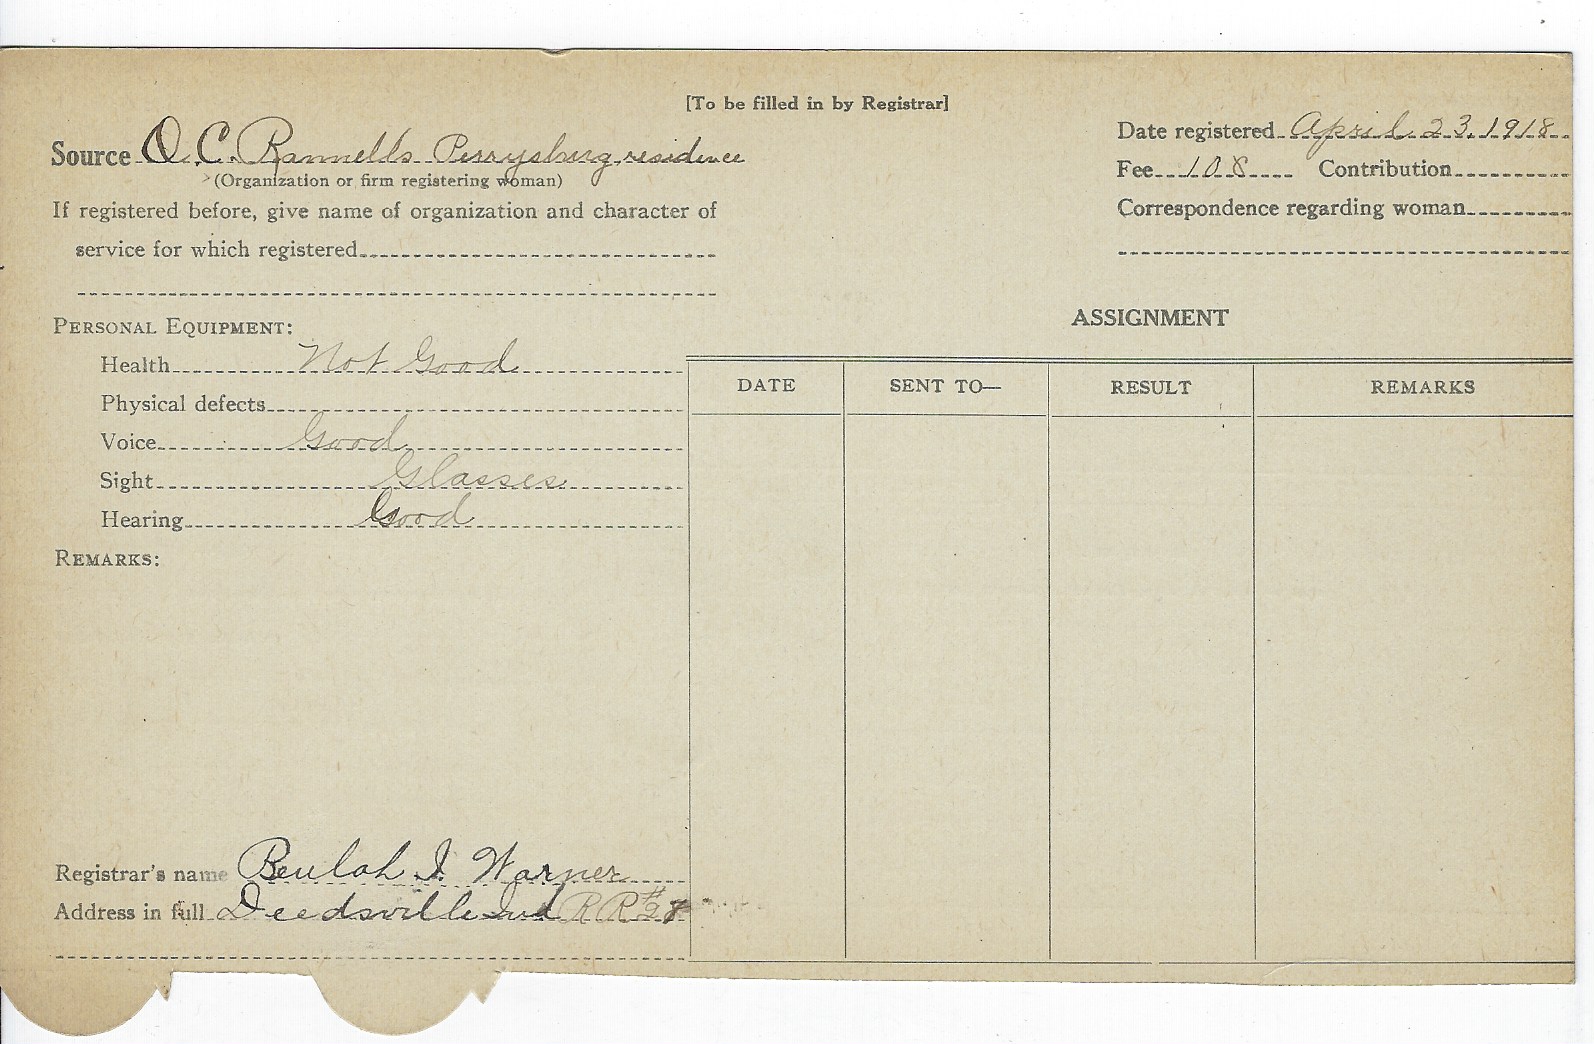 [To be filled in by Registrar]
Source O. C. Rannells Perrysburg residence
(Organization or firm registering woman)
If registered before, give name of organization and character of
service for which registered
Date registered April 23, 1918
Fee 108 Contribution
Correspondence regarding woman
PERSONAL EQUIPMENT:
Health Not Good
Physical defects
Voice Good
Sight Glasses
Hearing Good
REMARKS:
ASSIGNMENT
DATE SENT TO— RESULT REMARKS
Registrar's name Beulah I. Warner
Address in full Deedsville Ind R R #